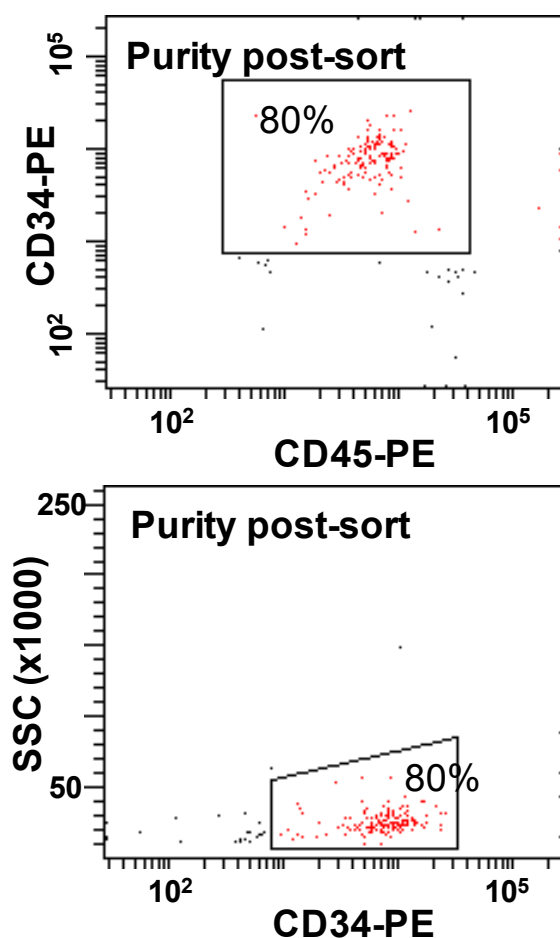 Purity post-sort
80%
10⁵
10²
CD34-PE
10²
10⁵
CD45-PE
Purity post-sort
80%
250
50
SSC (x1000)
10²
10⁵
CD34-PE